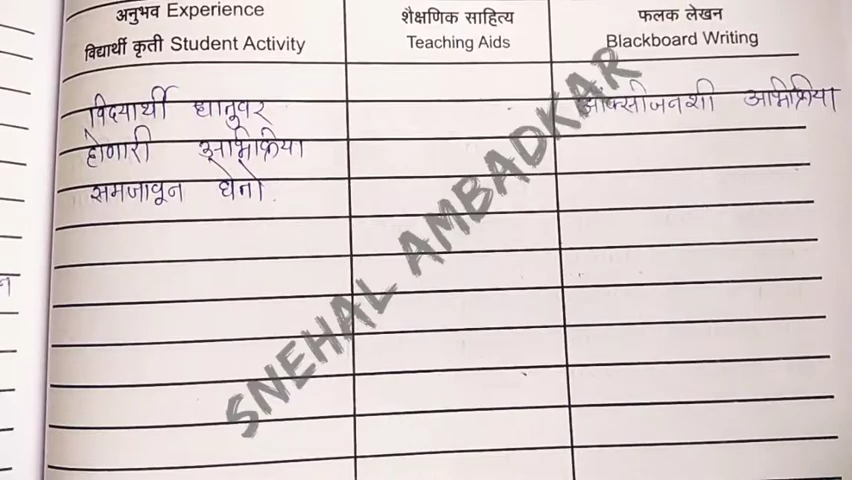 अनुभव Experience शैक्षणिक साहित्य फलक लेखन
विद्यार्थी कृती Student Activity Teaching Aids Blackboard Writing
विद्यार्थी धातुवर ऑक्सीजनशी अभिक्रिया
होणारी अभिक्रिया
समजावून घेतो.
SNEHAL AMBADKAR